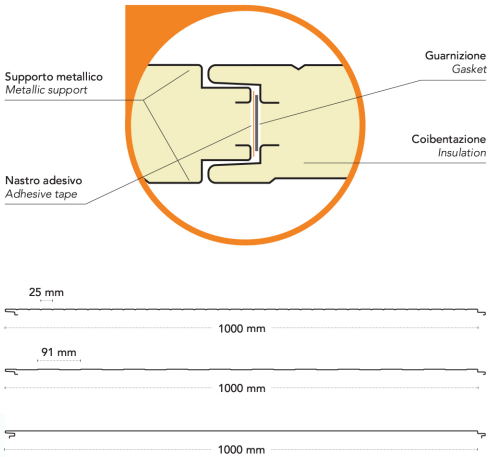 Guarnizione
Gasket
Supporto metallico
Metallic support
Coibentazione
Insulation
Nastro adesivo
Adhesive tape
25 mm
1000 mm
91 mm
1000 mm
1000 mm